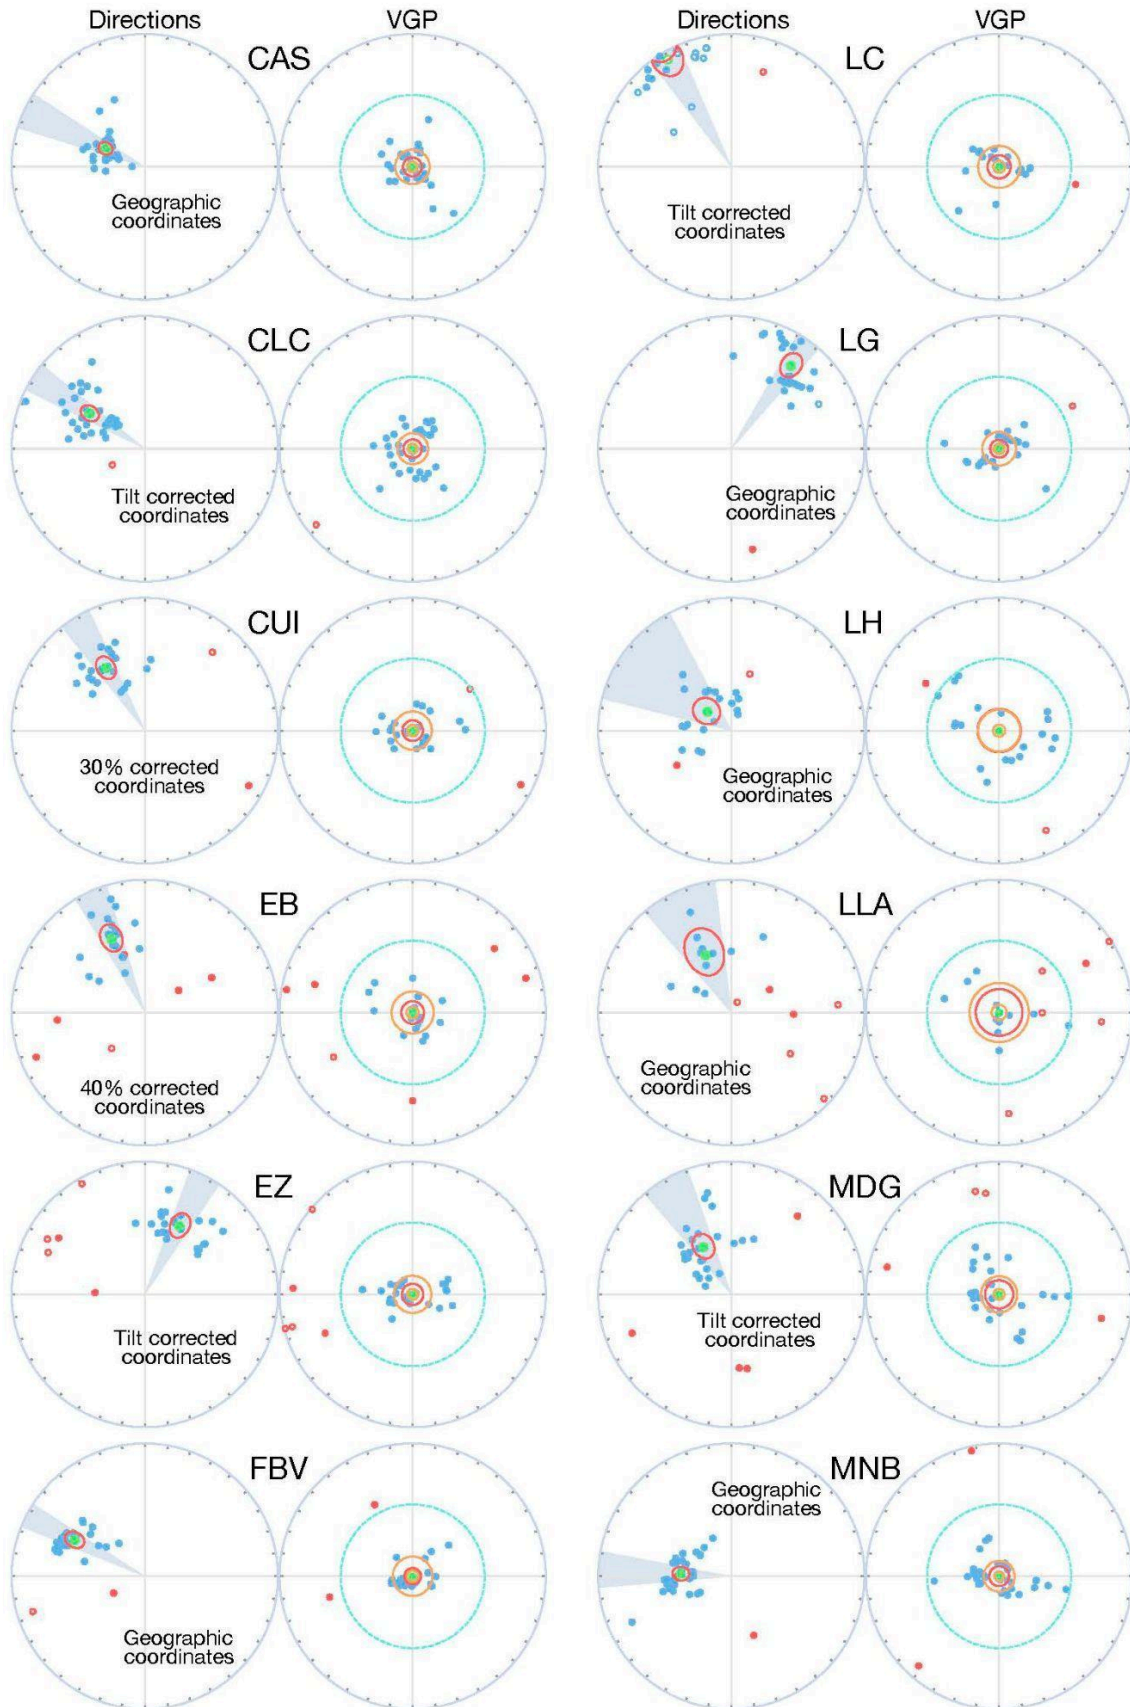 Directions VGP Directions VGP
CAS LC
Geographic
coordinates
Tilt corrected
coordinates
CLC LG
Tilt corrected
coordinates
Geographic
coordinates
CUI LH
30% corrected
coordinates
Geographic
coordinates
EB LLA
40% corrected
coordinates
Geographic
coordinates
EZ MDG
Tilt corrected
coordinates
Tilt corrected
coordinates
FBV MNB
Geographic
coordinates
Geographic
coordinates